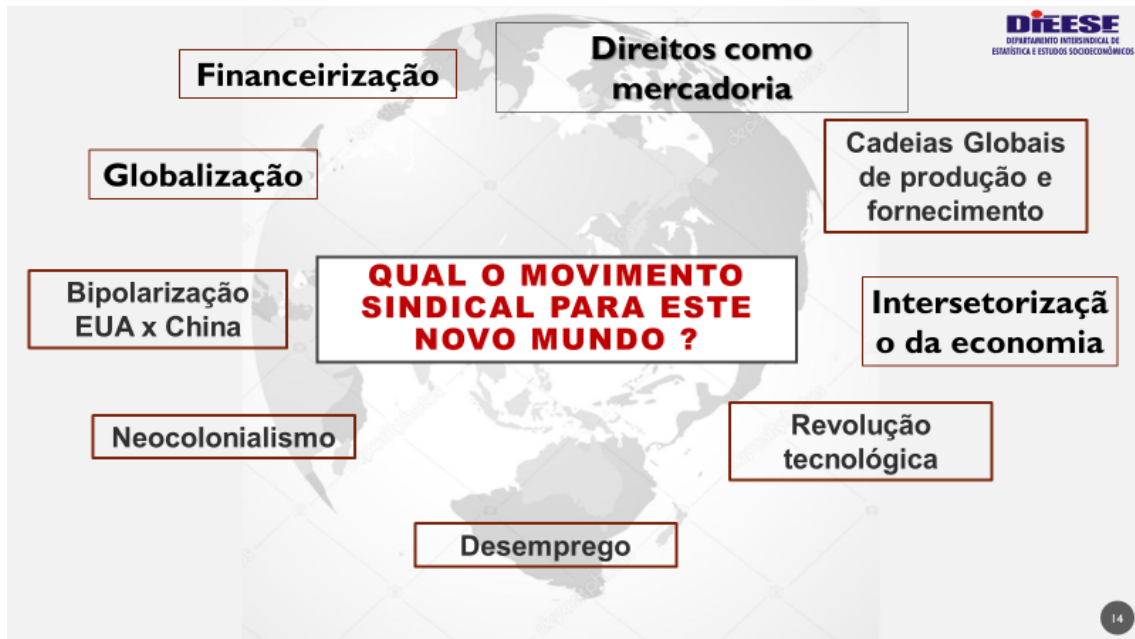 DIEESE
DEPARTAMENTO INTERSINDICAL DE
ESTATÍSTICA E ESTUDOS SOCIOECONÔMICOS
Direitos como
mercadoria
Financeirização
Cadeias Globais
de produção e
fornecimento
Globalização
QUAL O MOVIMENTO
SINDICAL PARA ESTE
NOVO MUNDO ?
Bipolarização
EUA x China
Intersetorizaçã
o da economia
Neocolonialismo
Revolução
tecnológica
Desemprego
14